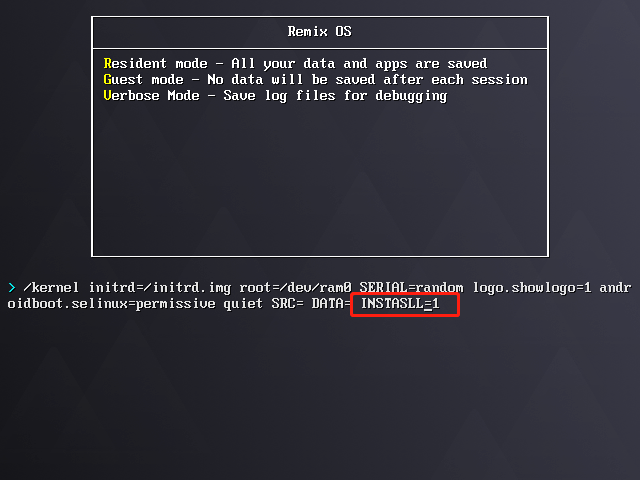 Remix OS
Resident mode - All your data and apps are saved
Guest mode - No data will be saved after each session
Verbose Mode - Save log files for debugging
> /kernel initrd=/initrd.img root=/dev/ram0 SERIAL=random logo.showlogo=1 andr
oidboot.selinux=permissive quiet SRC= DATA= INSTASLL=1